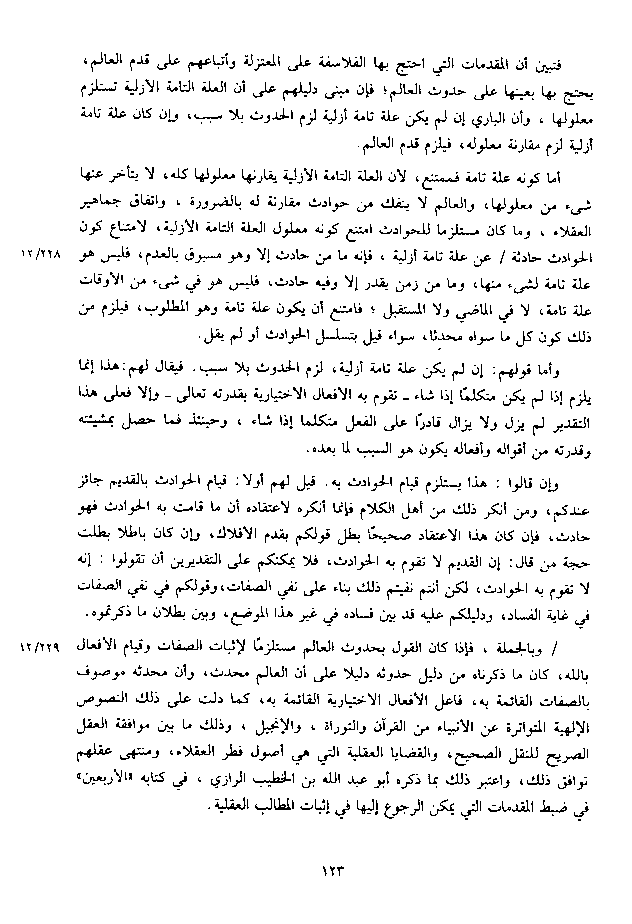 فتبين أن المقدمات التي احتج بها الفلاسفة على المعتزلة وأتباعهم على قدم العالم،
يحتج بها بعينها على حدوث العالم؛ فإن مبنى دليلهم على أن العلة التامة الأزلية تستلزم
معلولها ، وأن الباري إن لم يكن علة تامة أزلية لزم الحدوث بلا سبب، وإن كان علة تامة
أزلية لزم مقارنة معلوله، فيلزم قدم العالم.
أما كونه علة تامة فممتنع، لأن العلة التامة الأزلية يقارنها معلولها كله، لا يتأخر عنها
شىء من معلولها، والعالم لا ينفك من حوادث مقارنة له بالضرورة ، واتفاق جماهير
العقلاء ، وما كان مستلزما للحوادث امتنع كونه معلول العلة التامة الأزلية، لامتناع كون
الحوادث حادثة / عن علة تامة أزلية ، فإنه ما من حادث إلا وهو مسبوق بالعدم، فليس هو ١٢/٢٢٨
علة تامة لشىء منها، وما من زمن يقدر إلا وفيه حادث، فليس هو في شىء من الأوقات
علة تامة، لا في الماضي ولا المستقبل ؛ فامتنع أن يكون علة تامة وهو المطلوب، فيلزم من
ذلك كون كل ما سواه محدثا، سواء قيل بتسلسل الحوادث أو لم يقل.
وأما قولهم: إن لم يكن علة تامة أزلية، لزم الحدوث بلا سبب. فيقال لهم: هذا إنما
يلزم إذا لم يكن متكلمًا إذا شاء ـ تقوم به الأفعال الاختيارية بقدرته تعالى ـ وإلا فعلى هذا
التقدير لم يزل ولا يزال قادرًا على الفعل متكلما إذا شاء ، وحينئذ فما حصل بمشيئته
وقدرته من أقواله وأفعاله يكون هو السبب لما بعده.
وإن قالوا : هذا يستلزم قيام الحوادث به. قيل لهم أولا: قيام الحوادث بالقديم جائز
عندكم، ومن أنكر ذلك من أهل الكلام فإنما أنكره لاعتقاده أن ما قامت به الحوادث فهو
حادث، فإن كان هذا الاعتقاد صحيحًا بطل قولكم بقدم الأفلاك، وإن كان باطلا بطلت
حجة من قال: إن القديم لا تقوم به الحوادث، فلا يمكنكم على التقديرين أن تقولوا : إنه
لا تقوم به الحوادث، لكن أنتم نفيتم ذلك بناء على نفي الصفات، وقولكم في نفي الصفات
في غاية الفساد، ودليلكم عليه قد بين فساده في غير هذا الموضع، وبين بطلان ما ذكرتموه.
/ وبالجملة ، فإذا كان القول بحدوث العالم مستلزمًا لإثبات الصفات وقيام الأفعال ١٢/٢٢٩
بالله، كان ما ذكرناه من دليل حدوثه دليلا على أن العالم محدث، وأن محدثه موصوف
بالصفات القائمة به، فاعل الأفعال الاختيارية القائمة به، كما دلت على ذلك النصوص
الإلهية المتواترة عن الأنبياء من القرآن والتوراة ، والإنجيل ، وذلك ما بين موافقة العقل
الصريح للنقل الصحيح، والقضايا العقلية التي هي أصول فطر العقلاء، ومنتهى عقلهم
توافق ذلك، واعتبر ذلك بما ذكره أبو عبد الله بن الخطيب الرازي ، في كتابه «الأربعين»
في ضبط المقدمات التي يمكن الرجوع إليها في إثبات المطالب العقلية.
١٢٣